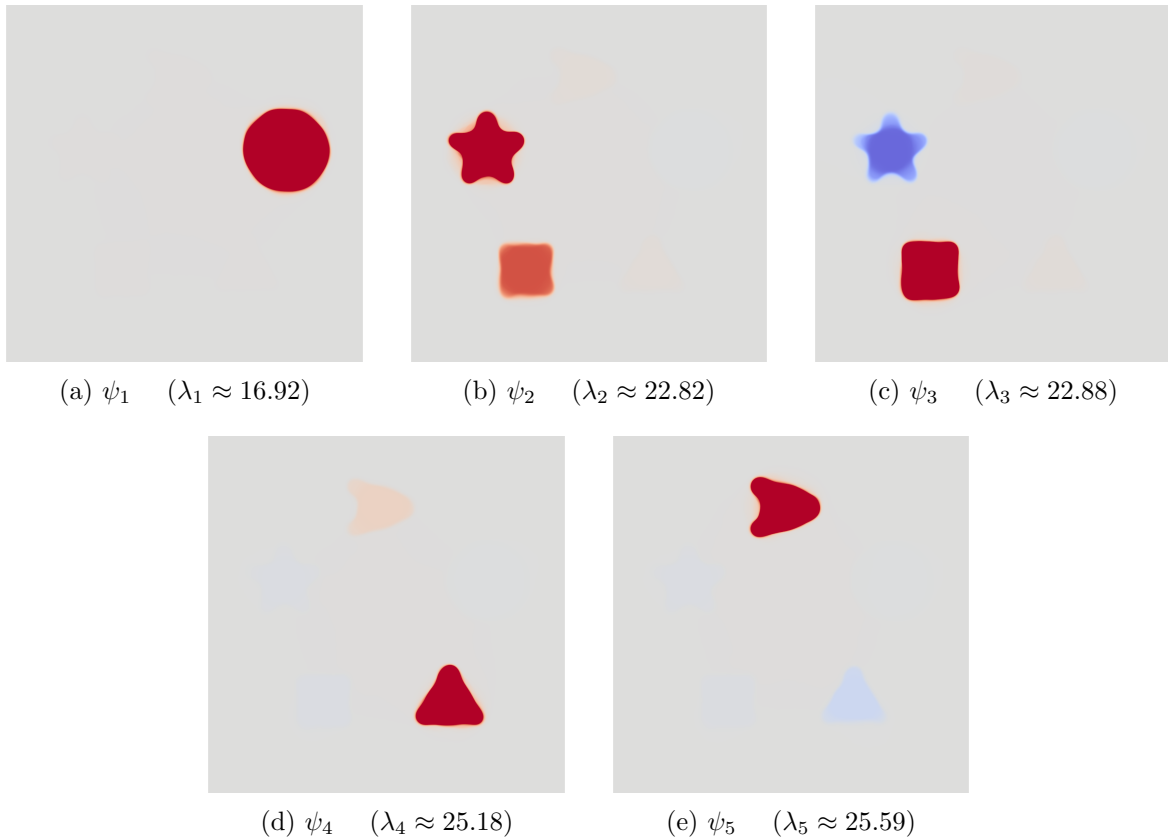 (a) ψ₁ (λ₁ ≈ 16.92)
(b) ψ₂ (λ₂ ≈ 22.82)
(c) ψ₃ (λ₃ ≈ 22.88)
(d) ψ₄ (λ₄ ≈ 25.18)
(e) ψ₅ (λ₅ ≈ 25.59)